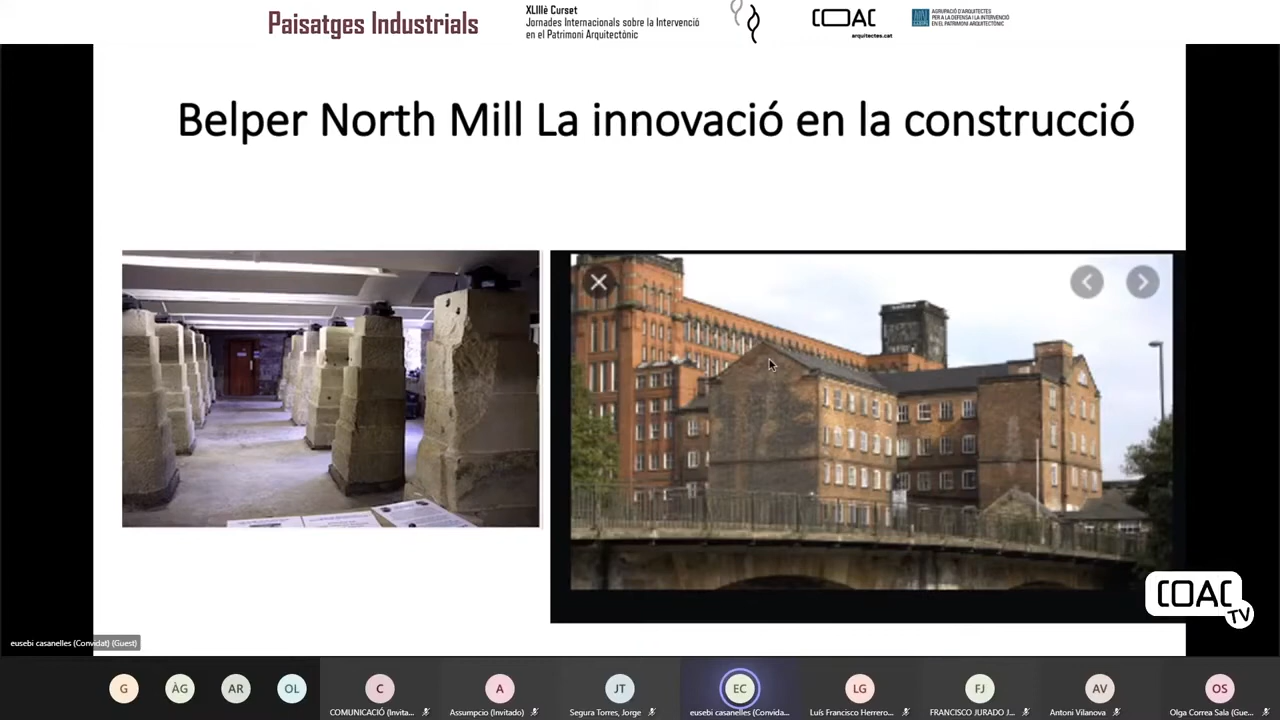 Paisatges Industrials
XLIIIè Curset
Jornades Internacionals sobre la Intervenció
en el Patrimoni Arquitectònic
COAC
arquitectes.cat
AGRUPACIÓ D'ARQUITECTES
PER A LA DEFENSA I LA INTERVENCIÓ
EN EL PATRIMONI ARQUITECTÒNIC
Belper North Mill La innovació en la construcció
COAC
TV
eusebi casanelles (Convidat) (Guest)
G
ÀG
AR
OL
C
A
JT
EC
LG
FJ
AV
OS
COMUNICACIÓ (Invita...
Assumpcio (Invitado)
Segura Torres, Jorge
eusebi casanelles (Convida...
Luís Francisco Herrero...
FRANCISCO JURADO J...
Antoni Vilanova
Olga Correa Sala (Gue...